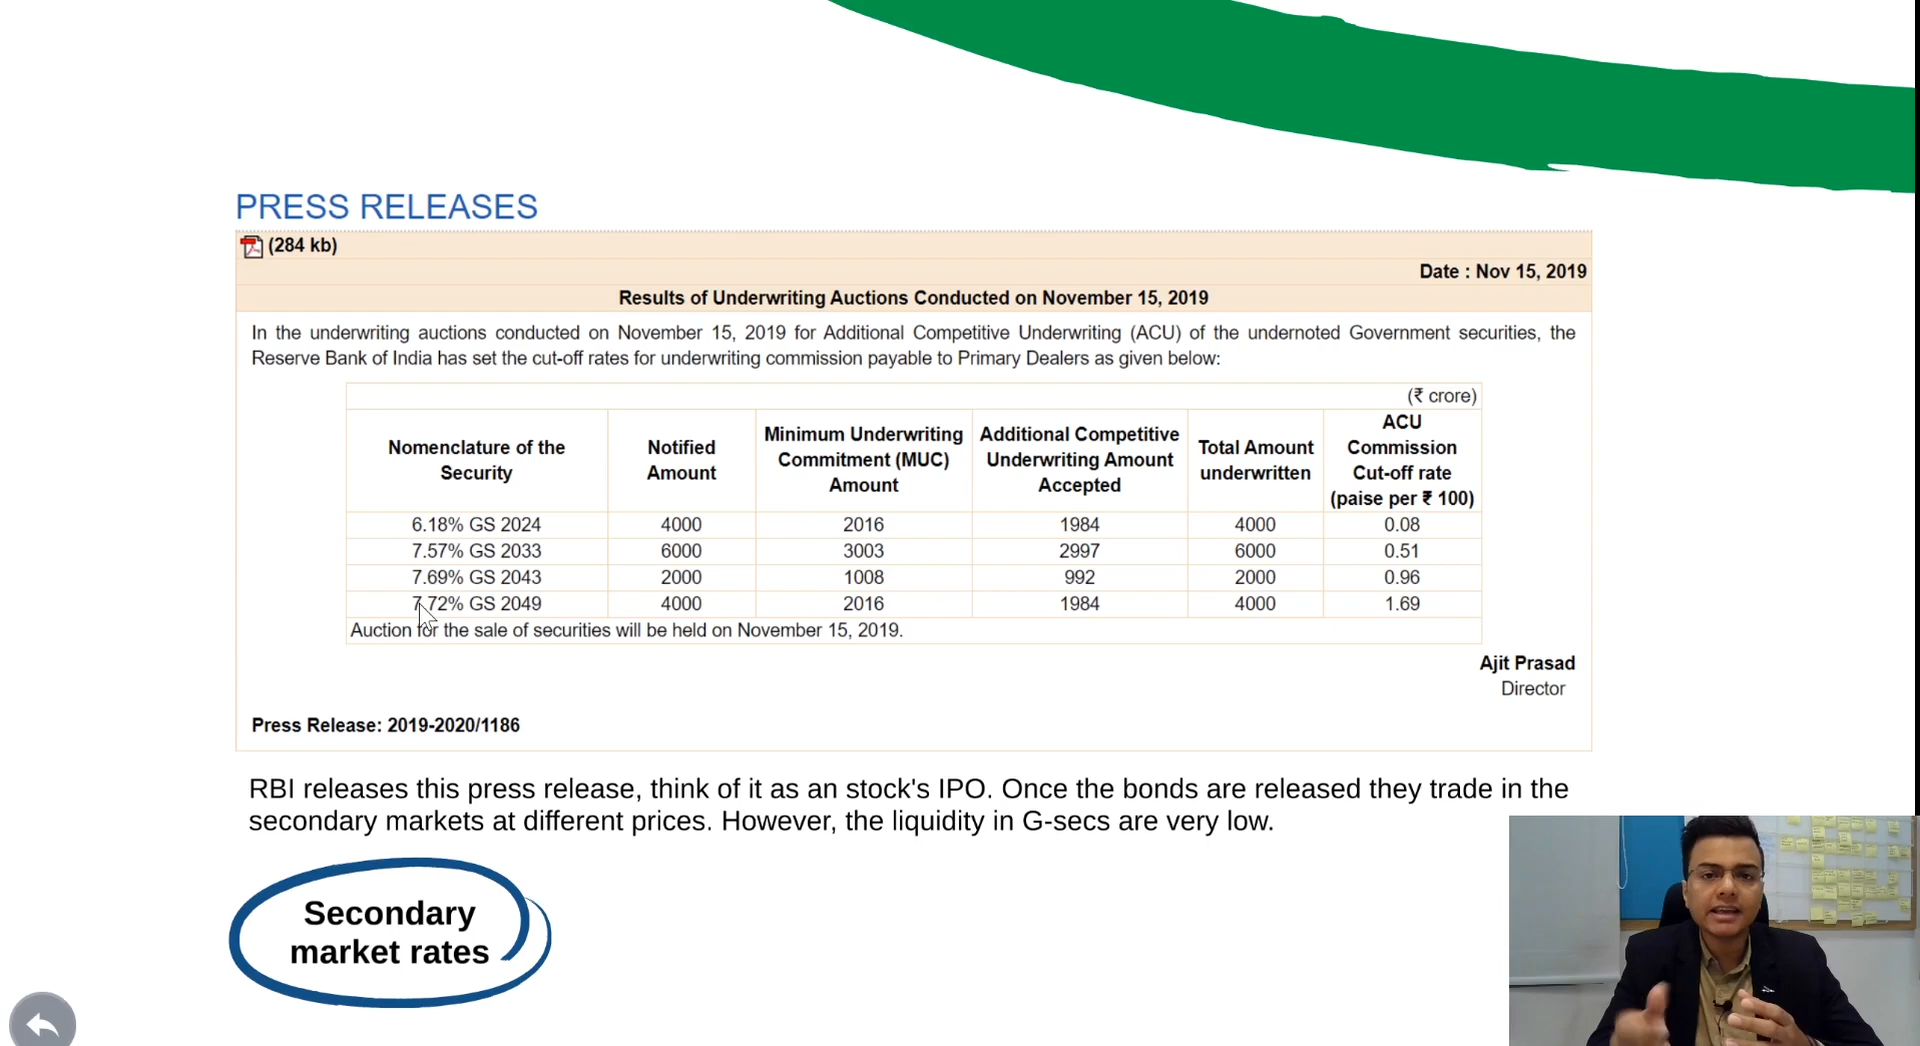 PRESS RELEASES
(284 kb)
Date : Nov 15, 2019
Results of Underwriting Auctions Conducted on November 15, 2019
In the underwriting auctions conducted on November 15, 2019 for Additional Competitive Underwriting (ACU) of the undernoted Government securities, the
Reserve Bank of India has set the cut-off rates for underwriting commission payable to Primary Dealers as given below:
(₹ crore)
Nomenclature of the Security Notified Amount Minimum Underwriting Commitment (MUC) Amount Additional Competitive Underwriting Amount Accepted Total Amount underwritten ACU Commission Cut-off rate (paise per ₹ 100)
6.18% GS 2024 4000 2016 1984 4000 0.08
7.57% GS 2033 6000 3003 2997 6000 0.51
7.69% GS 2043 2000 1008 992 2000 0.96
7.72% GS 2049 4000 2016 1984 4000 1.69
Auction for the sale of securities will be held on November 15, 2019.
Ajit Prasad
Director
Press Release: 2019-2020/1186
RBI releases this press release, think of it as an stock's IPO. Once the bonds are released they trade in the
secondary markets at different prices. However, the liquidity in G-secs are very low.
Secondary
market rates